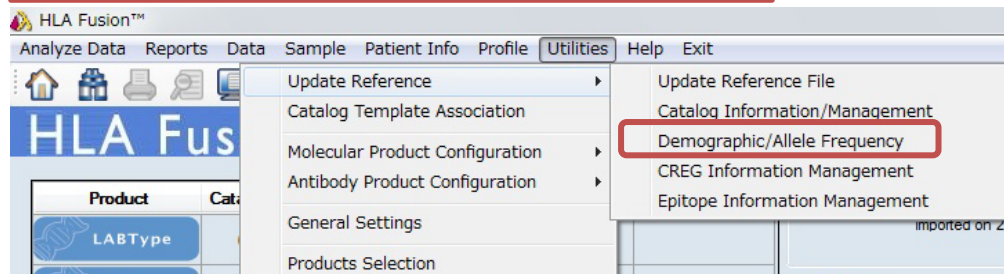 HLA Fusion™
Analyze Data Reports Data Sample Patient Info Profile Utilities Help Exit
Update Reference
Update Reference File
Catalog Template Association
Catalog Information/Management
HLA Fus
Molecular Product Configuration
Demographic/Allele Frequency
Antibody Product Configuration
CREG Information Management
Epitope Information Management
Product Cata
General Settings
imported on 2
LABType
Products Selection